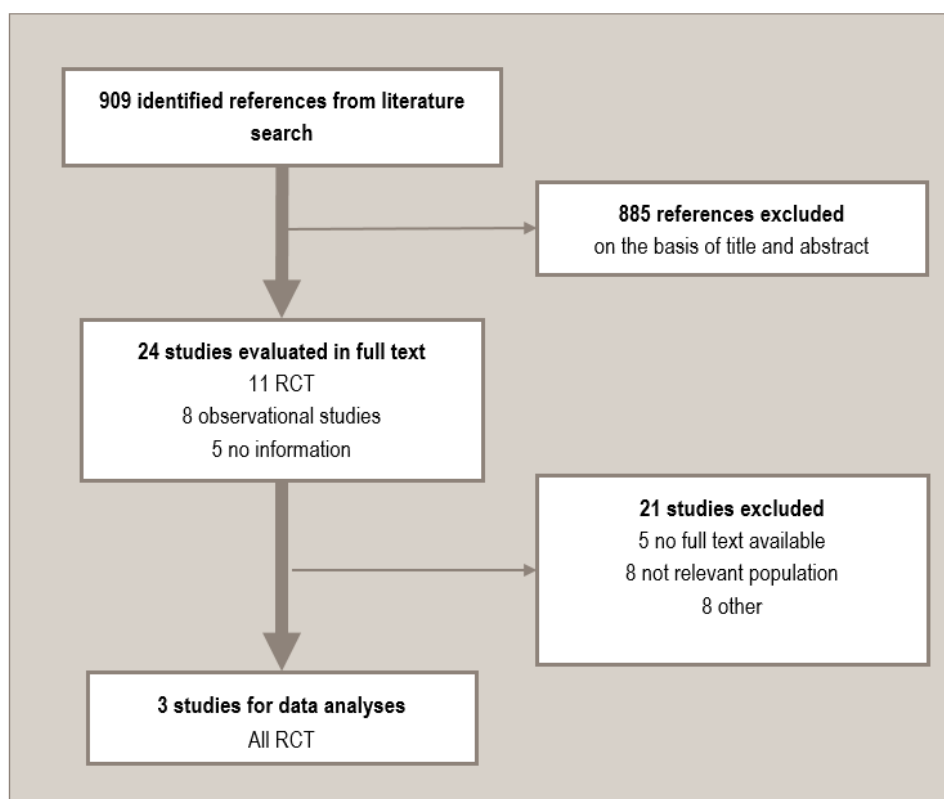 909 identified references from literature
search
885 references excluded
on the basis of title and abstract
24 studies evaluated in full text
11 RCT
8 observational studies
5 no information
21 studies excluded
5 no full text available
8 not relevant population
8 other
3 studies for data analyses
All RCT